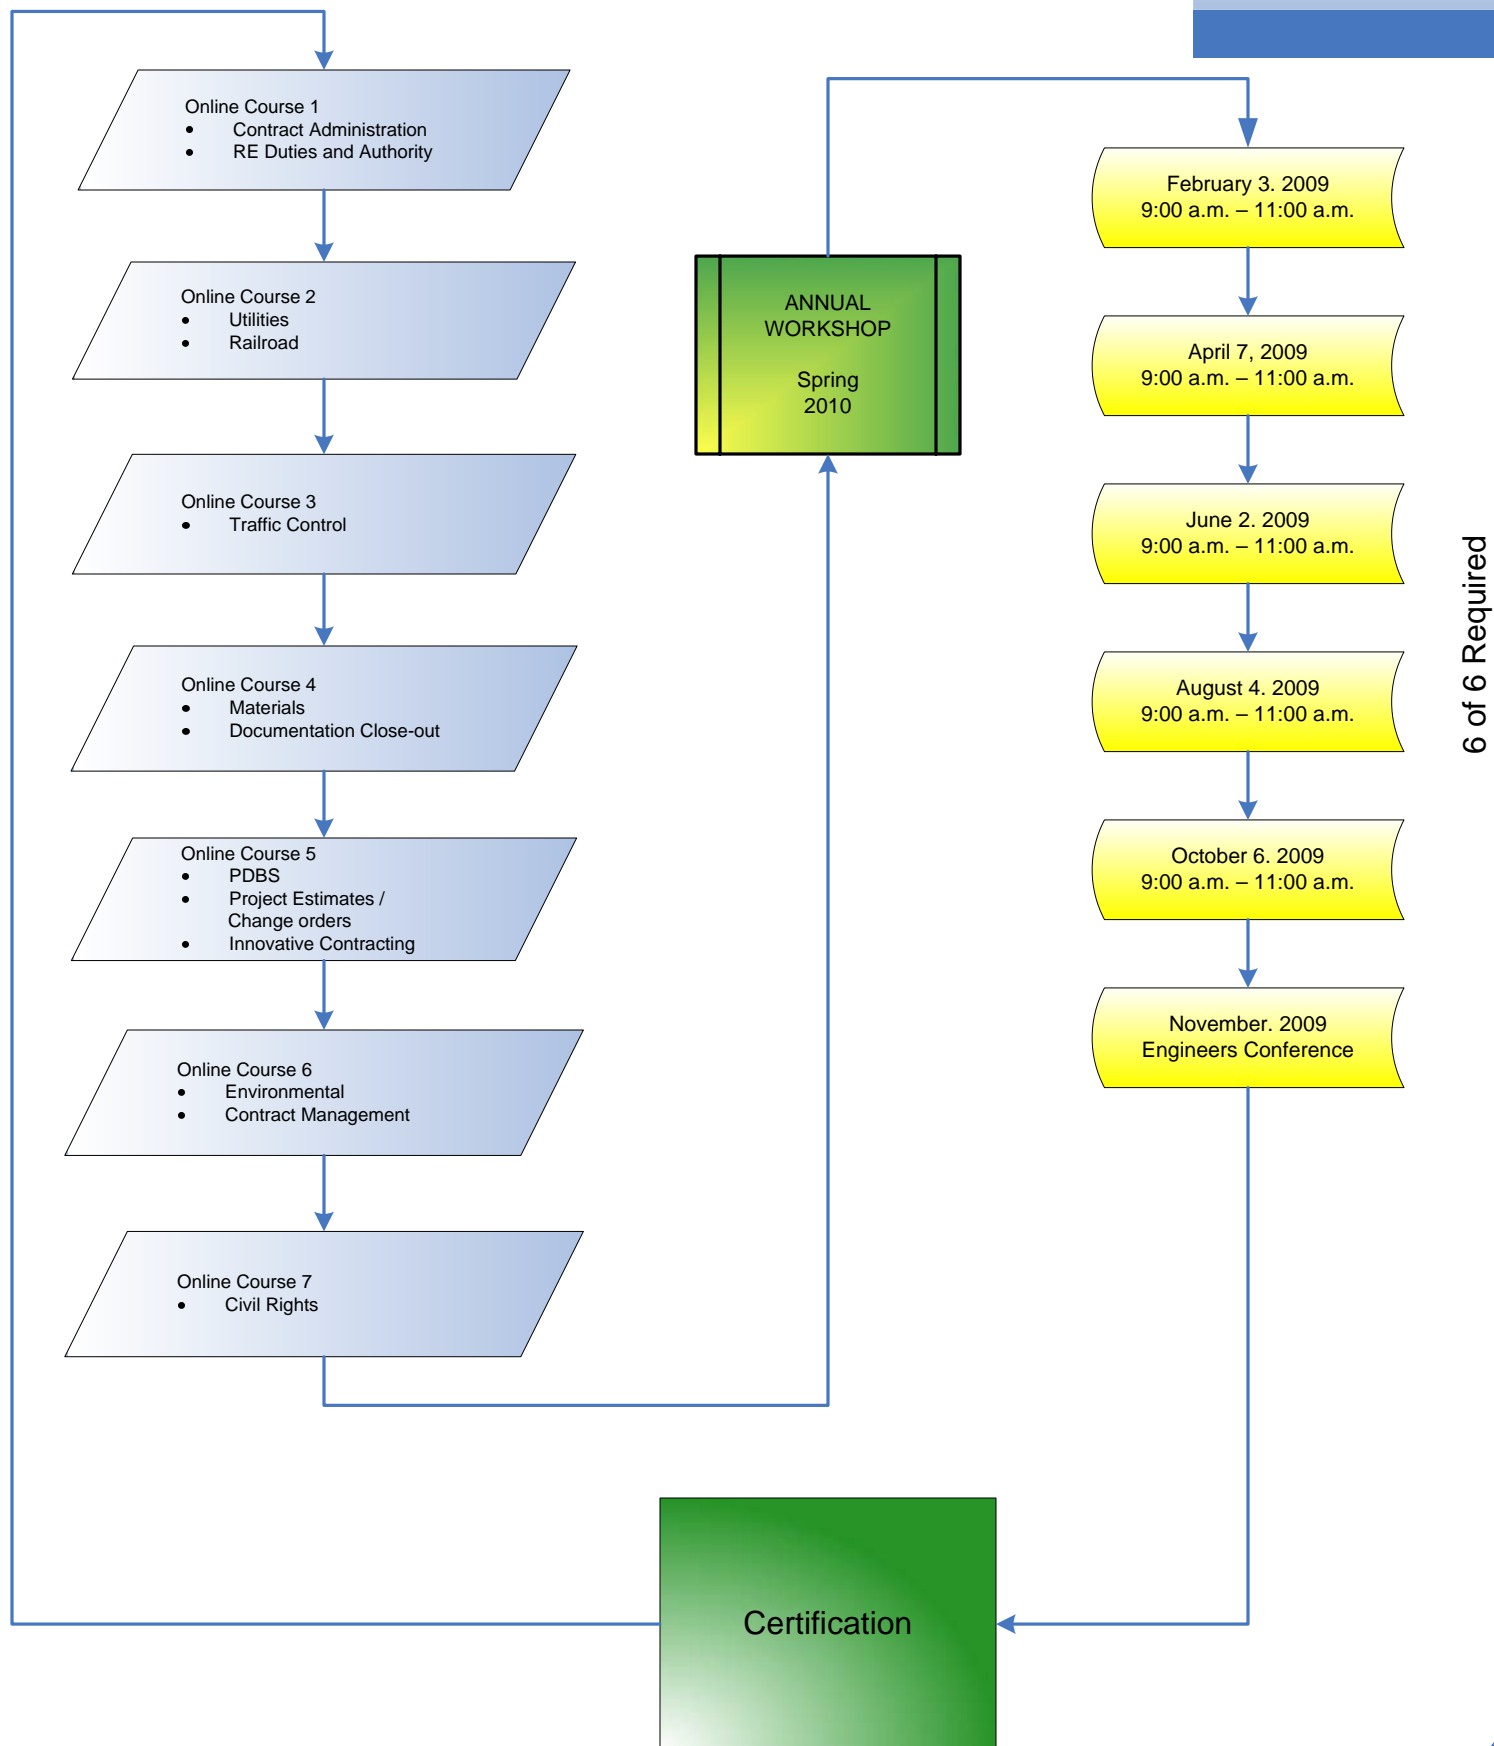 Online Course 1
• Contract Administration
• RE Duties and Authority
Online Course 2
• Utilities
• Railroad
Online Course 3
• Traffic Control
Online Course 4
• Materials
• Documentation Close-out
Online Course 5
• PDBS
• Project Estimates /
Change orders
• Innovative Contracting
Online Course 6
• Environmental
• Contract Management
Online Course 7
• Civil Rights
ANNUAL
WORKSHOP
Spring
2010
February 3. 2009
9:00 a.m. – 11:00 a.m.
April 7, 2009
9:00 a.m. – 11:00 a.m.
June 2. 2009
9:00 a.m. – 11:00 a.m.
August 4. 2009
9:00 a.m. – 11:00 a.m.
October 6. 2009
9:00 a.m. – 11:00 a.m.
November. 2009
Engineers Conference
6 of 6 Required
Certification